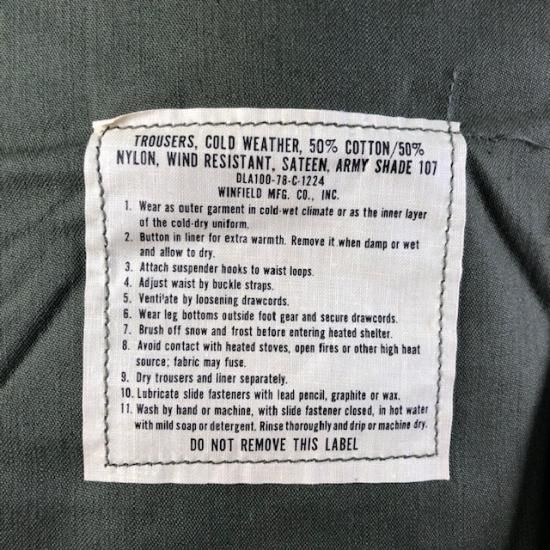 TROUSERS, COLD WEATHER, 50% COTTON/50%
NYLON, WIND RESISTANT, SATEEN, ARMY SHADE 107
DLA100-78-C-1224
WINFIELD MFG. CO., INC.
1. Wear as outer garment in cold-wet climate or as the inner layer
of the cold-dry uniform.
2. Button in liner for extra warmth. Remove it when damp or wet
and allow to dry.
3. Attach suspender hooks to waist loops.
4. Adjust waist by buckle straps.
5. Ventilate by loosening drawcords.
6. Wear leg bottoms outside foot gear and secure drawcords.
7. Brush off snow and frost before entering heated shelter.
8. Avoid contact with heated stoves, open fires or other high heat
source; fabric may fuse.
9. Dry trousers and liner separately.
10. Lubricate slide fasteners with lead pencil, graphite or wax.
11. Wash by hand or machine, with slide fastener closed, in hot water
with mild soap or detergent. Rinse thoroughly and drip or machine dry.
DO NOT REMOVE THIS LABEL